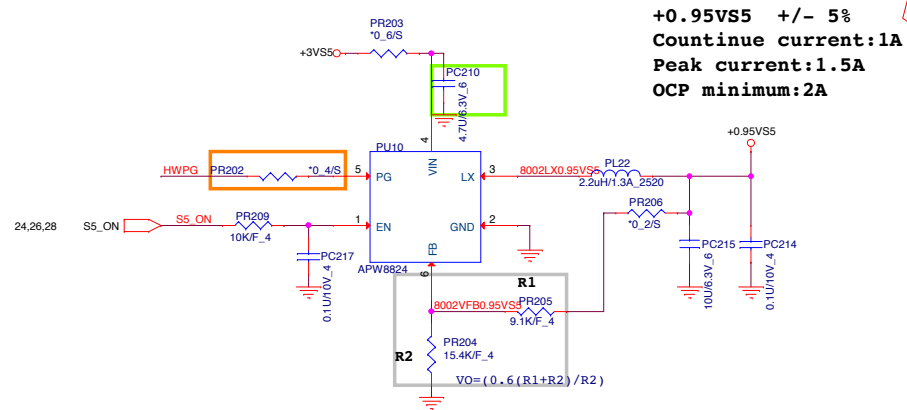 +0.95VS5 +/- 5%
Countinue current:1A
Peak current:1.5A
OCP minimum:2A
PR203
*0_6/S
+3VS5
PC210
4.7U/6.3V_6
4
+0.95VS5
PU10
VIN
HWPG
PR202
*0_4/S
5
PG
LX
3
8002LX0.95VS5
PL22
2.2uH/1.3A_2520
PR206
*0_2/S
24,26,28
S5_ON
S5_ON
PR209
10K/F_4
1
EN
GND
2
FB
PC217
0.1U/10V_4
APW8824
6
PC215
10U/6.3V_6
PC214
0.1U/10V_4
R1
8002VFB0.95VS5
PR205
9.1K/F_4
R2
PR204
15.4K/F_4
VO=(0.6(R1+R2)/R2)